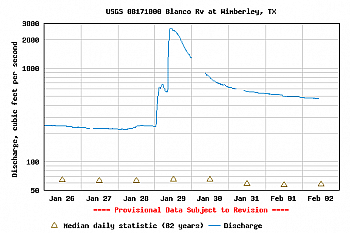 USGS 08171000 Blanco Rv at Wimberley, TX
Discharge, cubic feet per second
3000
1000
100
50
Jan 26 Jan 27 Jan 28 Jan 29 Jan 30 Jan 31 Feb 01 Feb 02
---- Provisional Data Subject to Revision ----
Median daily statistic (82 years) Discharge